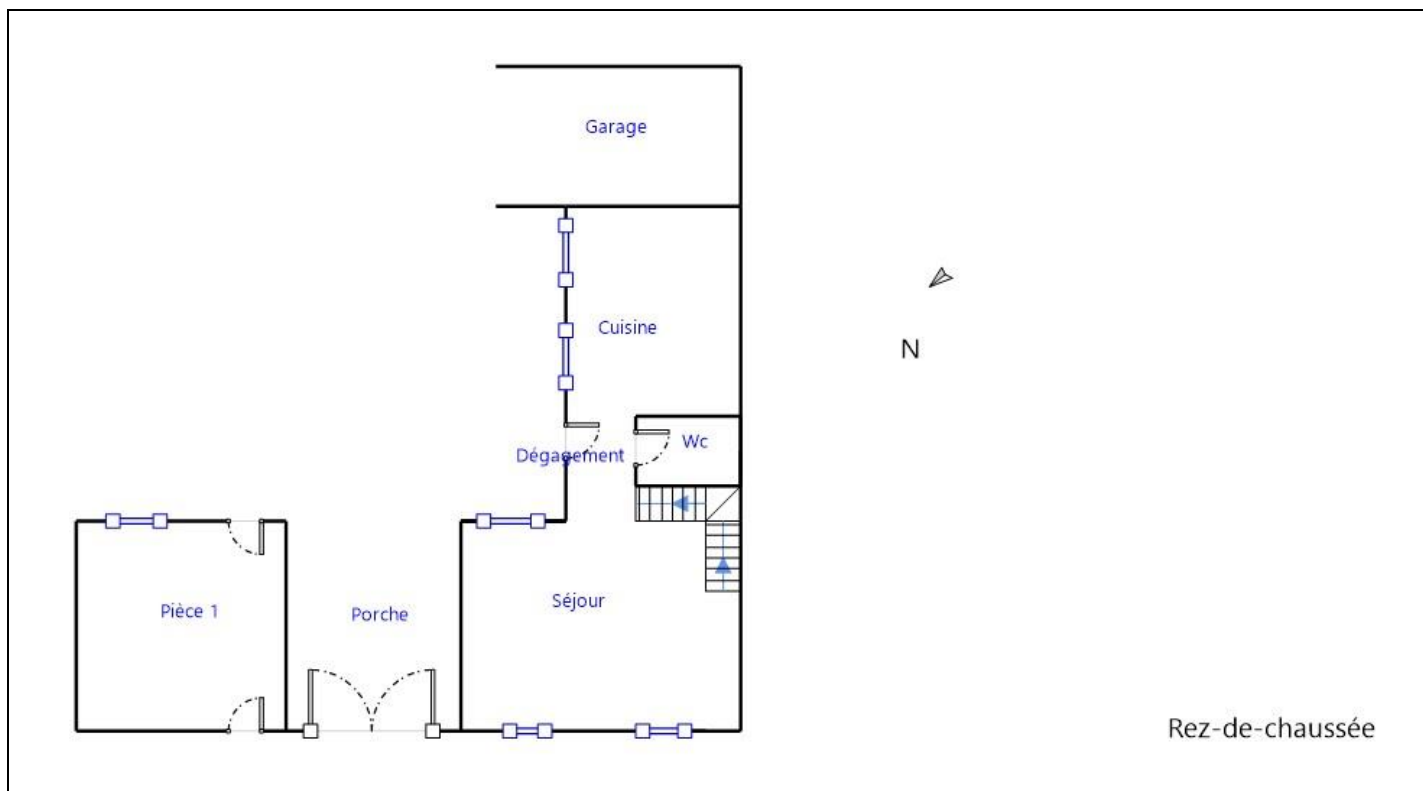 Garage
Cuisine
N
Wc
Dégagement
Séjour
Pièce 1
Porche
Rez-de-chaussée